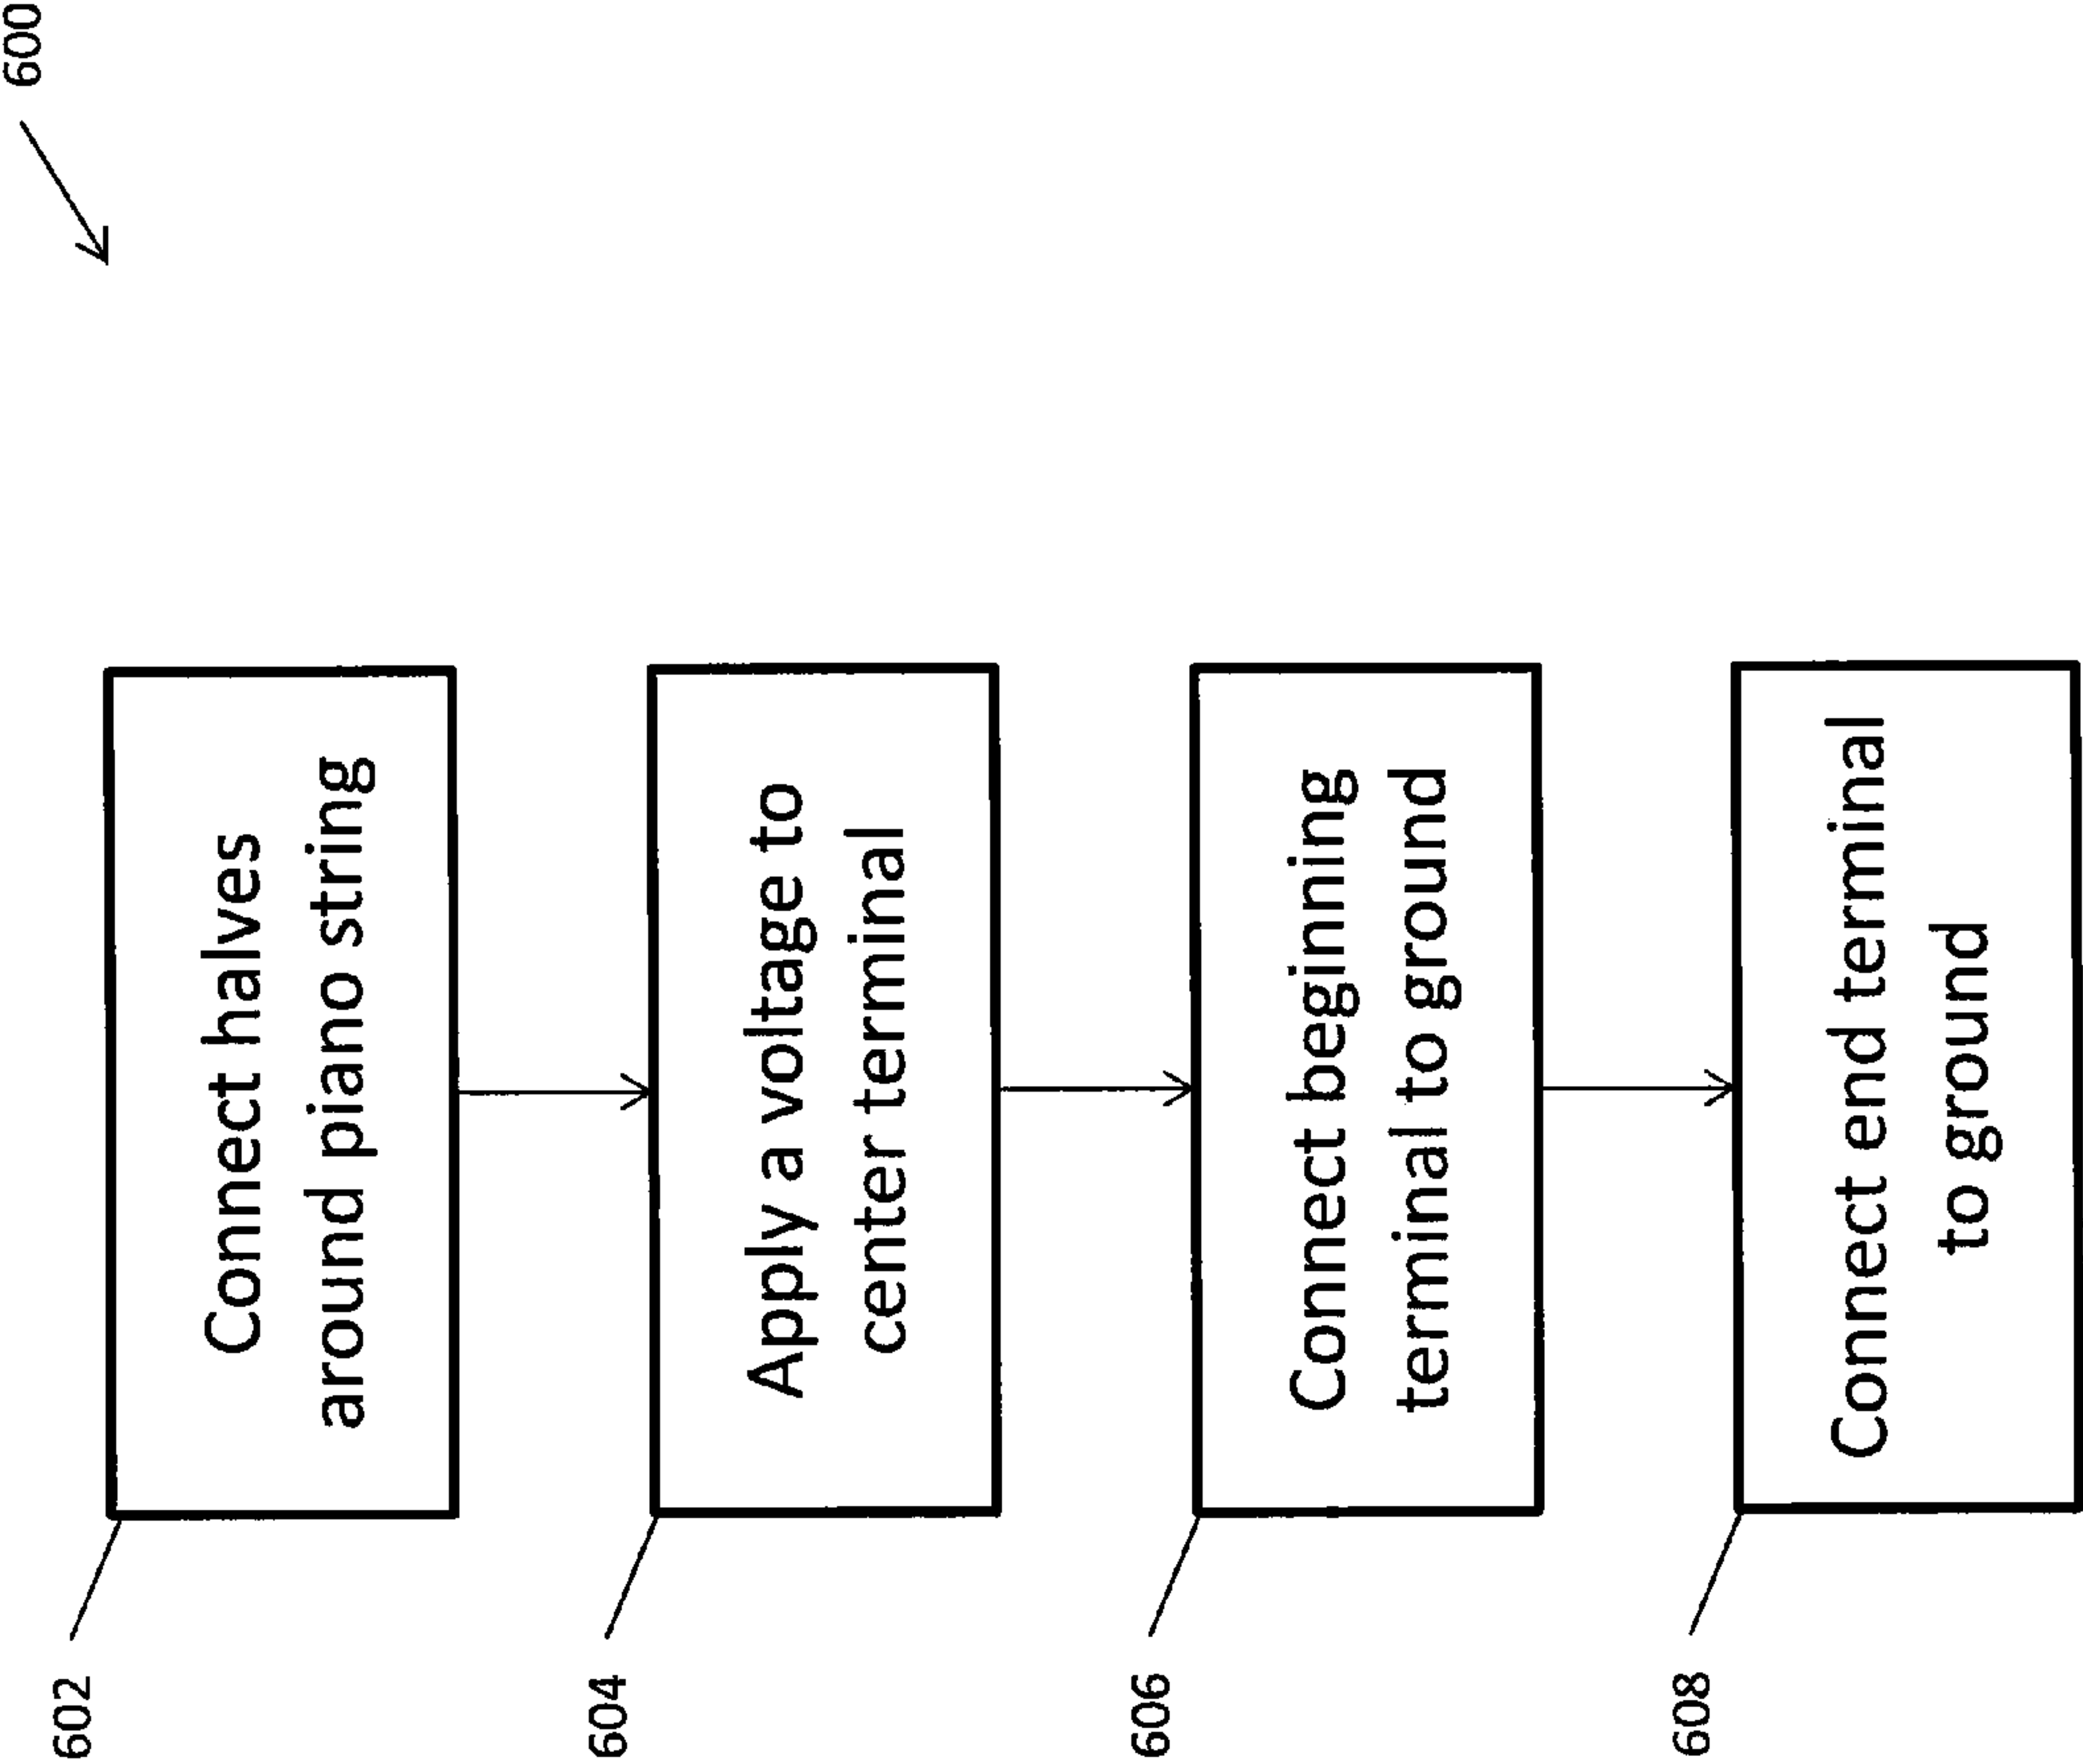 600
602
Connect halves
around piano string
604
Apply a voltage to
center terminal
606
Connect beginning
terminal to ground
608
Connect end terminal
to ground